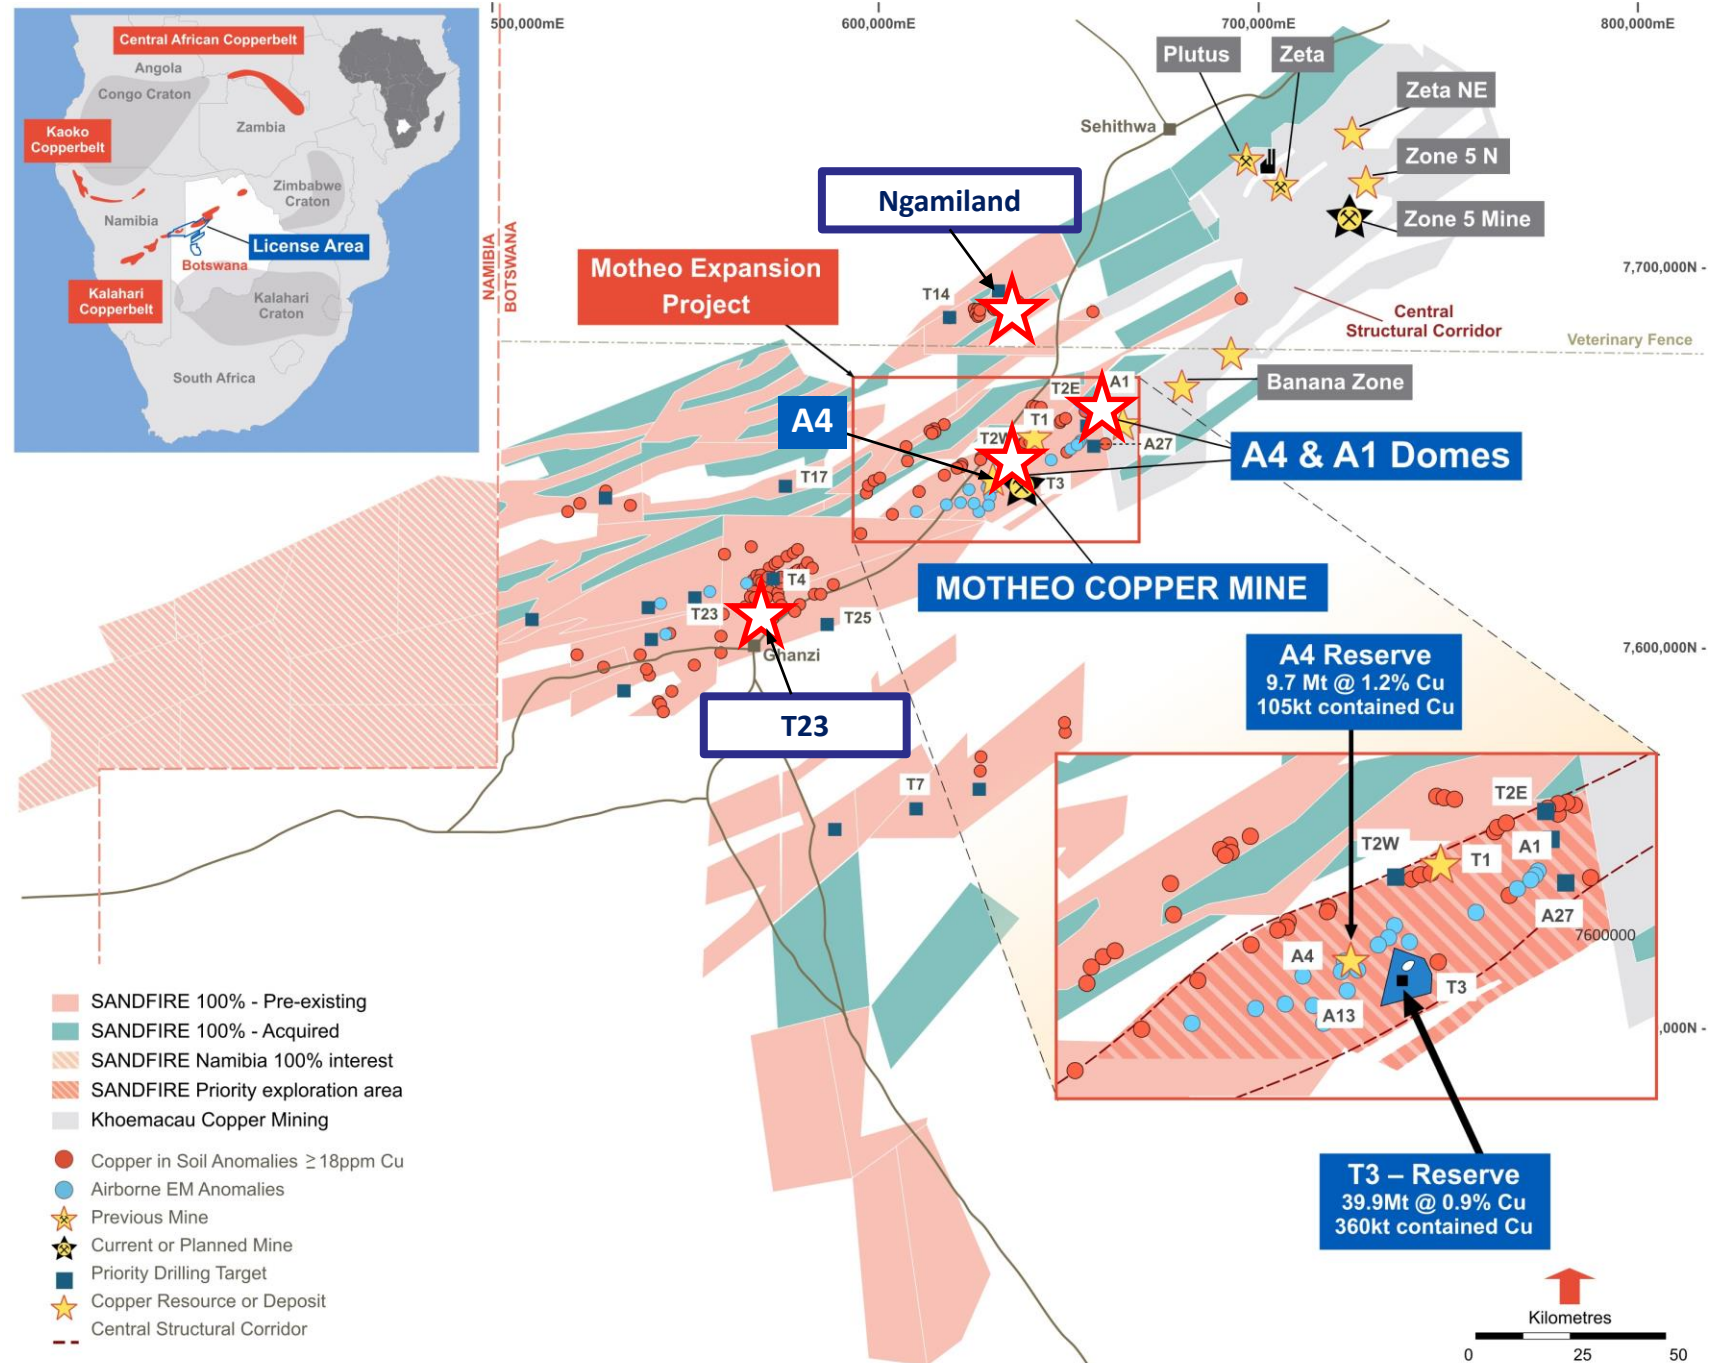 500,000mE
600,000mE
700,000mE
800,000mE
Central African Copperbelt
Angola
Congo Craton
Zambia
Kaoko
Copperbelt
Zimbabwe
Craton
Namibia
License Area
Botswana
Kalahari
Copperbelt
Kalahari
Craton
South Africa
NAMIBIA
BOTSWANA
Plutus
Zeta
Zeta NE
Sehithwa
Zone 5 N
Zone 5 Mine
Ngamiland
7,700,000N
Motheo Expansion
Project
T14
Central
Structural Corridor
Veterinary Fence
Banana Zone
T2E
A1
A4
T1
T2W
A27
A4 & A1 Domes
T17
T3
MOTHEO COPPER MINE
T4
T23
T25
Ghanzi
7,600,000N
A4 Reserve
9.7 Mt @ 1.2% Cu
105kt contained Cu
T23
T7
T2E
T2W
T1
A1
A27
7600000
A4
T3
A13
,000N
SANDFIRE 100% - Pre-existing
SANDFIRE 100% - Acquired
SANDFIRE Namibia 100% interest
SANDFIRE Priority exploration area
Khoemacau Copper Mining
Copper in Soil Anomalies ≥18ppm Cu
Airborne EM Anomalies
Previous Mine
Current or Planned Mine
Priority Drilling Target
Copper Resource or Deposit
Central Structural Corridor
T3 – Reserve
39.9Mt @ 0.9% Cu
360kt contained Cu
Kilometres
0 25 50